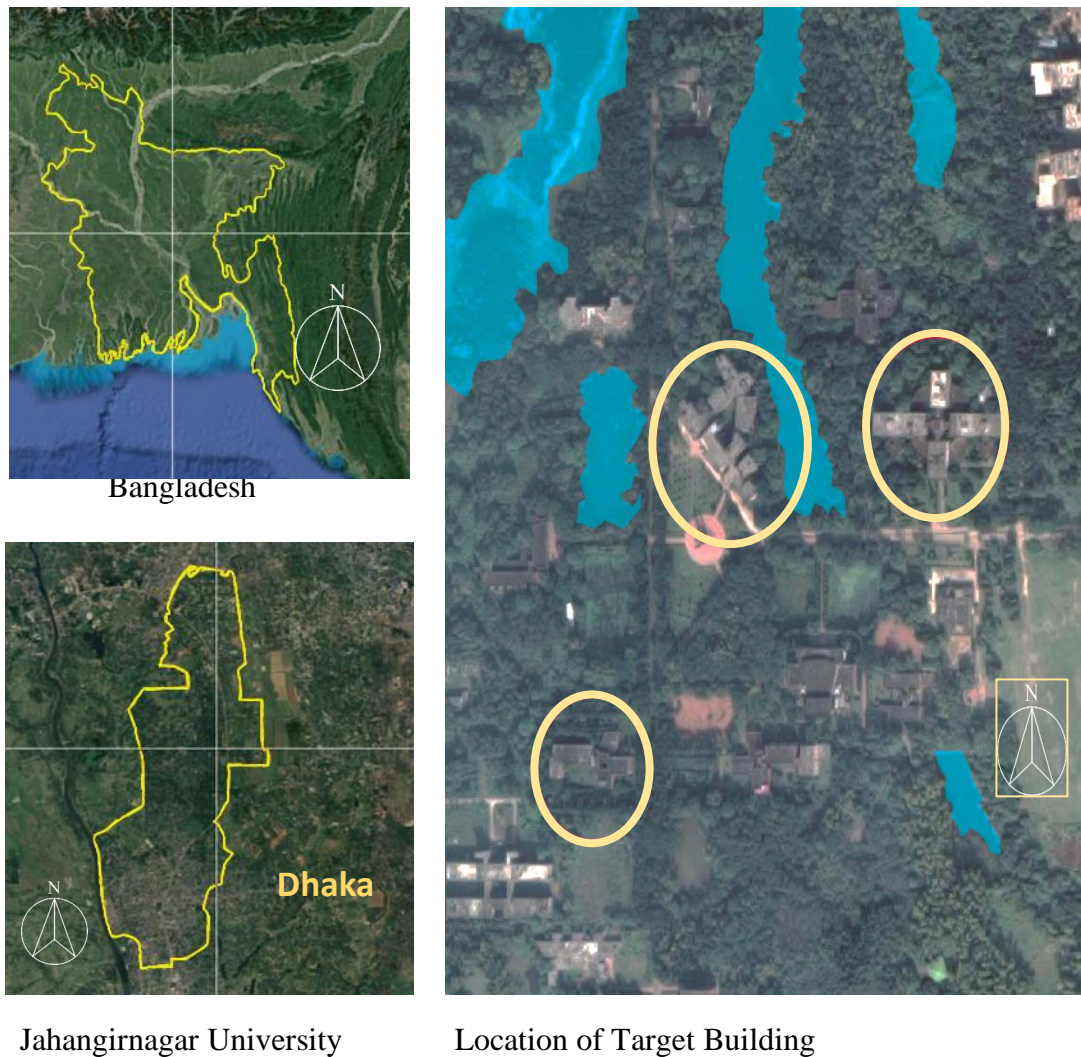 N
Bangladesh
N
Dhaka
N
Jahangirnagar University
Location of Target Building